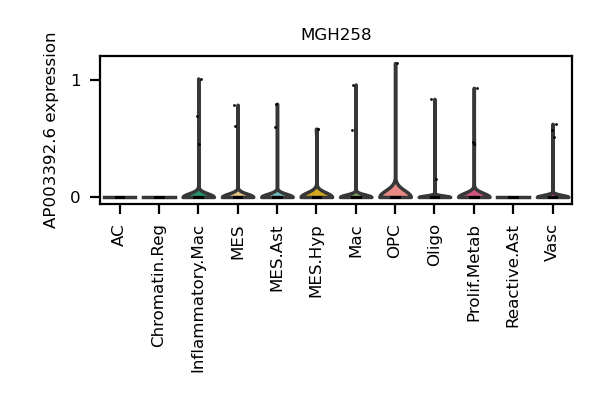 MGH258
AP003392.6 expression
1
0
AC
Chromatin.Reg
Inflammatory.Mac
MES
MES.Ast
MES.Hyp
Mac
OPC
Oligo
Prolif.Metab
Reactive.Ast
Vasc